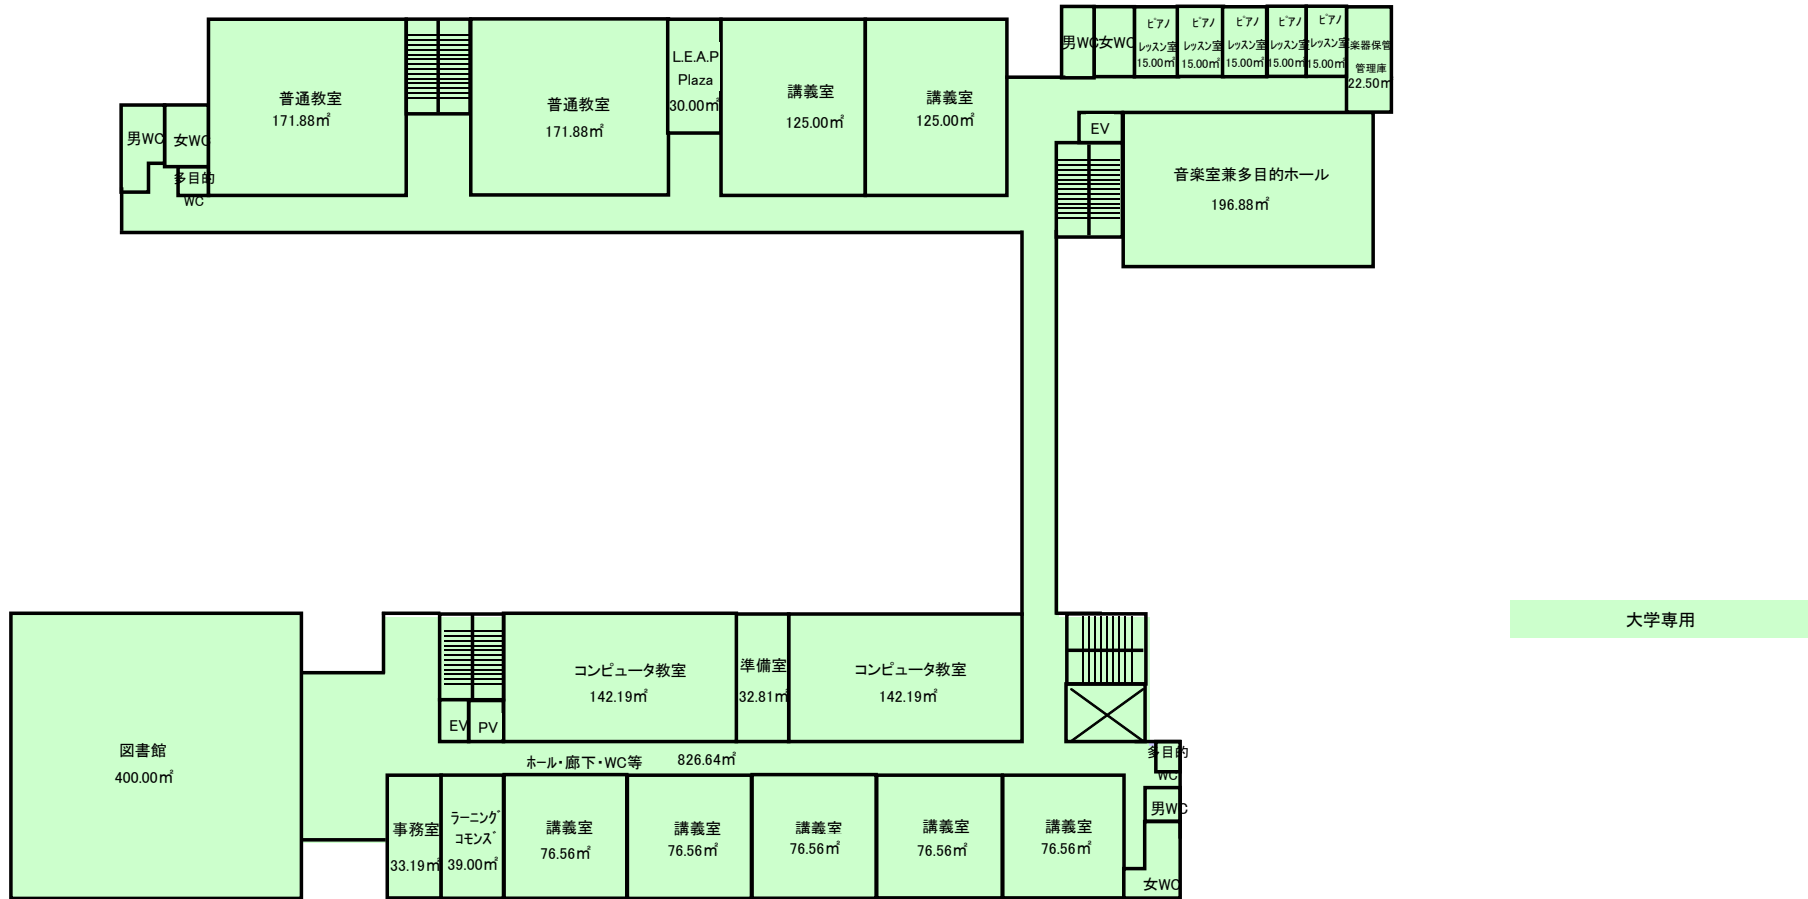 男WC
女WC
ピアノ
レッスン室
15.00㎡
ピアノ
レッスン室
15.00㎡
ピアノ
レッスン室
15.00㎡
ピアノ
レッスン室
15.00㎡
ピアノ
レッスン室
15.00㎡
楽器保管
管理庫
22.50㎡
普通教室
171.88㎡
普通教室
171.88㎡
L.E.A.P
Plaza
30.00㎡
講義室
125.00㎡
講義室
125.00㎡
男WC
女WC
多目的
WC
EV
音楽室兼多目的ホール
196.88㎡
大学専用
コンピュータ教室
142.19㎡
準備室
32.81㎡
コンピュータ教室
142.19㎡
EV
PV
図書館
400.00㎡
ホール・廊下・WC等 826.64㎡
多目的
WC
男WC
女WC
事務室
33.19㎡
ラーニング
コモンズ
39.00㎡
講義室
76.56㎡
講義室
76.56㎡
講義室
76.56㎡
講義室
76.56㎡
講義室
76.56㎡